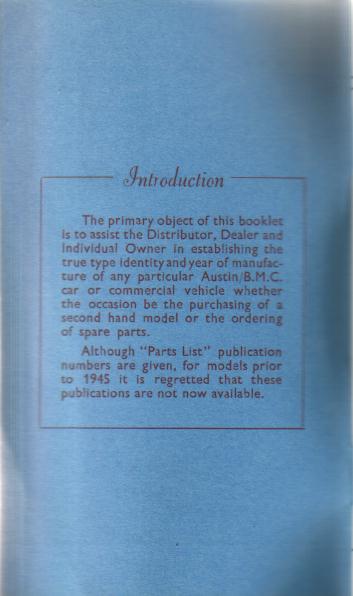 Introduction
The primary object of this booklet
is to assist the Distributor, Dealer and
Individual Owner in establishing the
true type identity and year of manufac-
ture of any particular Austin/B.M.C.
car or commercial vehicle whether
the occasion be the purchasing of a
second hand model or the ordering
of spare parts.
Although "Parts List" publication
numbers are given, for models prior
to 1945 it is regretted that these
publications are not now available.